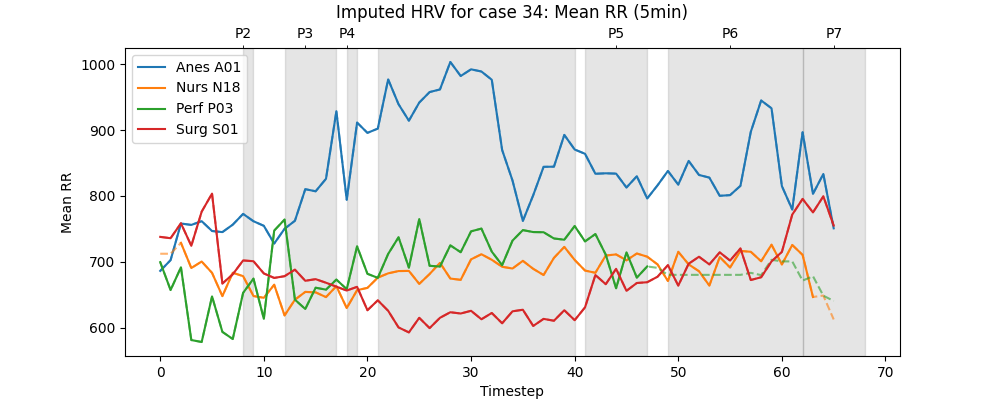 Imputed HRV for case 34: Mean RR (5min)
P2 P3 P4 P5 P6 P7
Anes A01
Nurs N18
Perf P03
Surg S01
1000
900
800
700
600
Mean RR
0 10 20 30 40 50 60 70
Timestep